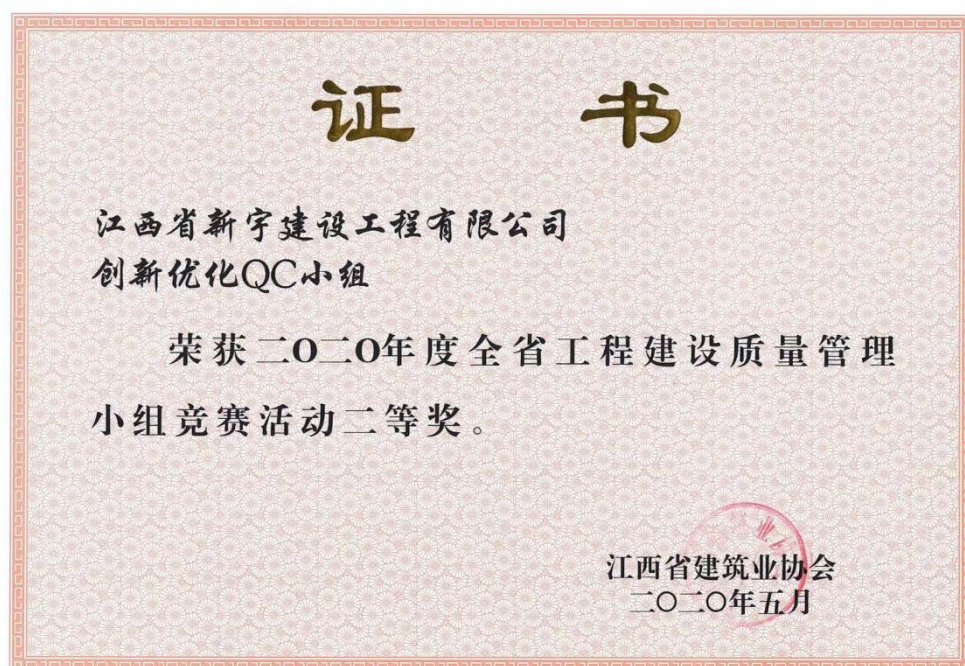 证 书
江西省新宇建设工程有限公司
创新优化QC小组
荣获二O二O年度全省工程建设质量管理
小组竞赛活动二等奖。
江西省建筑业协会
二〇二〇年五月